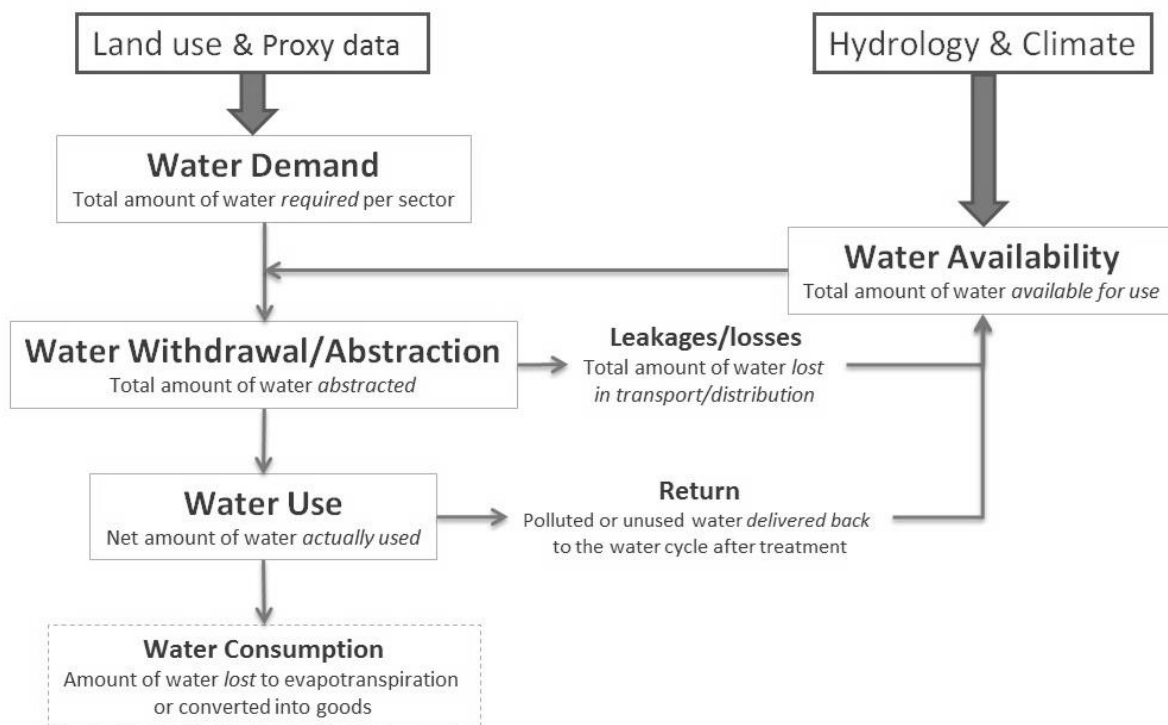 Land use & Proxy data
Hydrology & Climate
Water Demand
Total amount of water required per sector
Water Availability
Total amount of water available for use
Water Withdrawal/Abstraction
Total amount of water abstracted
Leakages/losses
Total amount of water lost
in transport/distribution
Water Use
Net amount of water actually used
Return
Polluted or unused water delivered back
to the water cycle after treatment
Water Consumption
Amount of water lost to evapotranspiration
or converted into goods